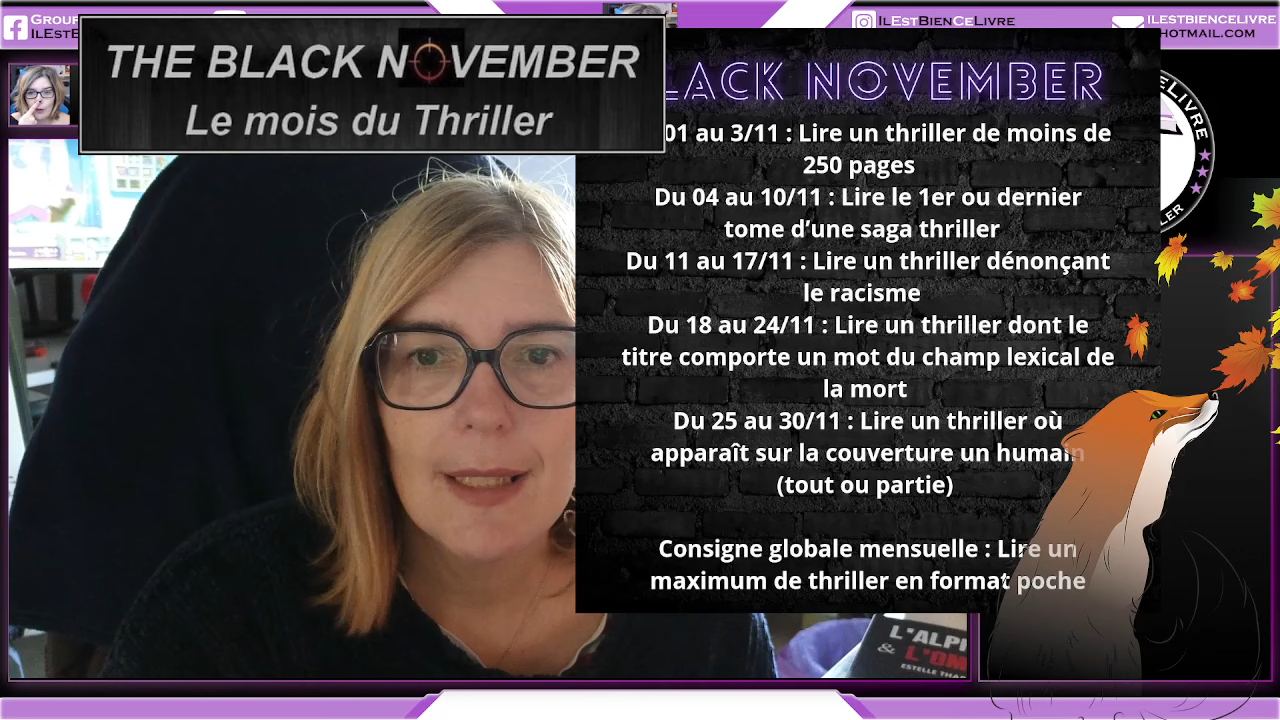 GROU
ILESTB
ILESTBIENCELIVRE
ILESTBIENCELIVRE
HOTMAIL.COM
THE BLACK NOVEMBER
Le mois du Thriller
LACK NOVEMBER
01 au 3/11 : Lire un thriller de moins de
250 pages
Du 04 au 10/11 : Lire le 1er ou dernier
tome d’une saga thriller
Du 11 au 17/11 : Lire un thriller dénonçant
le racisme
Du 18 au 24/11 : Lire un thriller dont le
titre comporte un mot du champ lexical de
la mort
Du 25 au 30/11 : Lire un thriller où
apparaît sur la couverture un humain
(tout ou partie)
Consigne globale mensuelle : Lire un
maximum de thriller en format poche
CELIVRE
LER
L'ALPI
& L'OM
ESTELLE THA